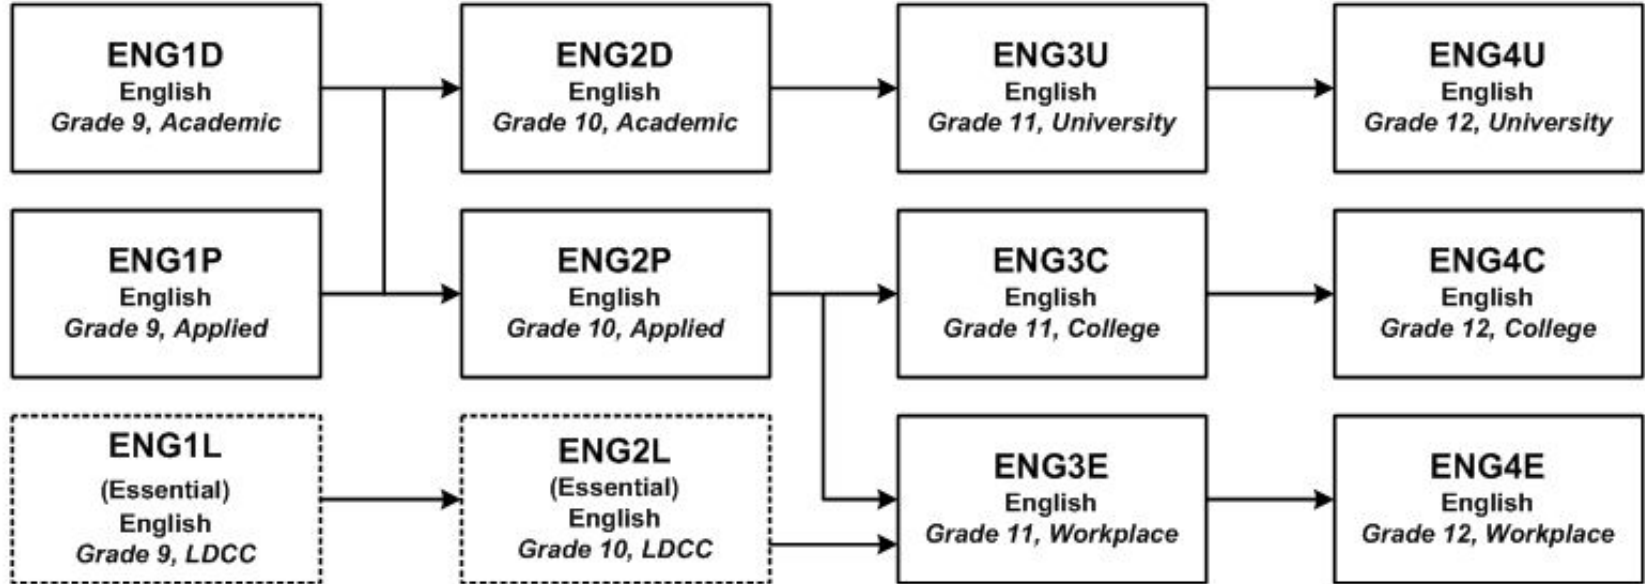 ENG1D
English
Grade 9, Academic
ENG2D
English
Grade 10, Academic
ENG3U
English
Grade 11, University
ENG4U
English
Grade 12, University
ENG1P
English
Grade 9, Applied
ENG2P
English
Grade 10, Applied
ENG3C
English
Grade 11, College
ENG4C
English
Grade 12, College
ENG1L
(Essential)
English
Grade 9, LDCC
ENG2L
(Essential)
English
Grade 10, LDCC
ENG3E
English
Grade 11, Workplace
ENG4E
English
Grade 12, Workplace